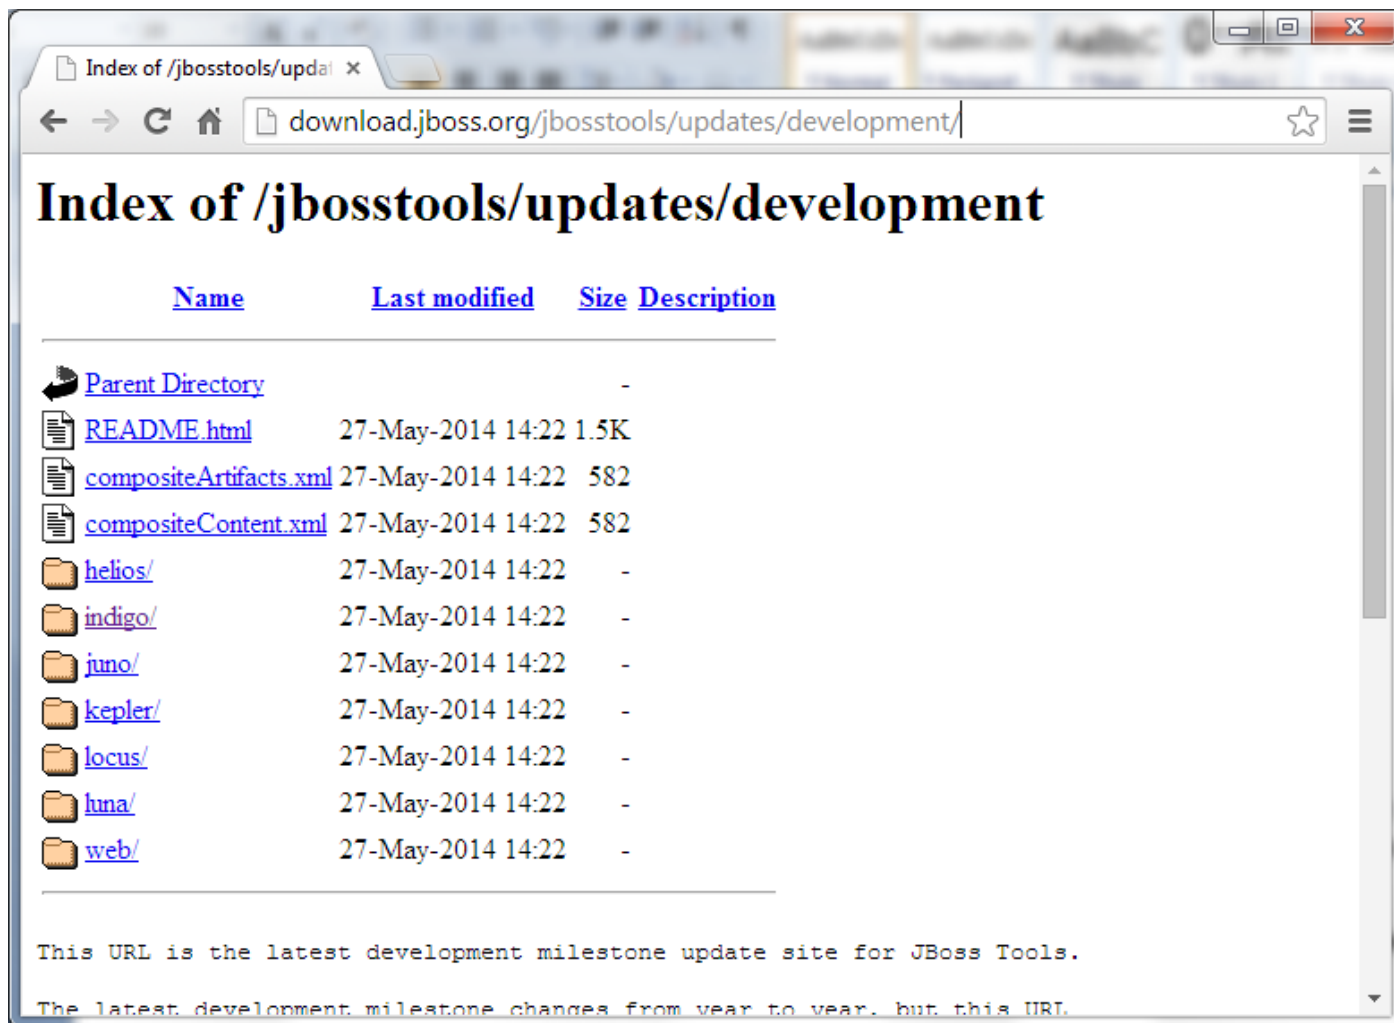 Index of /jbosstools/updat
download.jboss.org/jbosstools/updates/development/
Index of /jbosstools/updates/development
Name Last modified Size Description
Parent Directory -
README.html 27-May-2014 14:22 1.5K
compositeArtifacts.xml 27-May-2014 14:22 582
compositeContent.xml 27-May-2014 14:22 582
helios/ 27-May-2014 14:22 -
indigo/ 27-May-2014 14:22 -
juno/ 27-May-2014 14:22 -
kepler/ 27-May-2014 14:22 -
locus/ 27-May-2014 14:22 -
luna/ 27-May-2014 14:22 -
web/ 27-May-2014 14:22 -
This URL is the latest development milestone update site for JBoss Tools.
The latest development milestone changes from year to year, but this URL